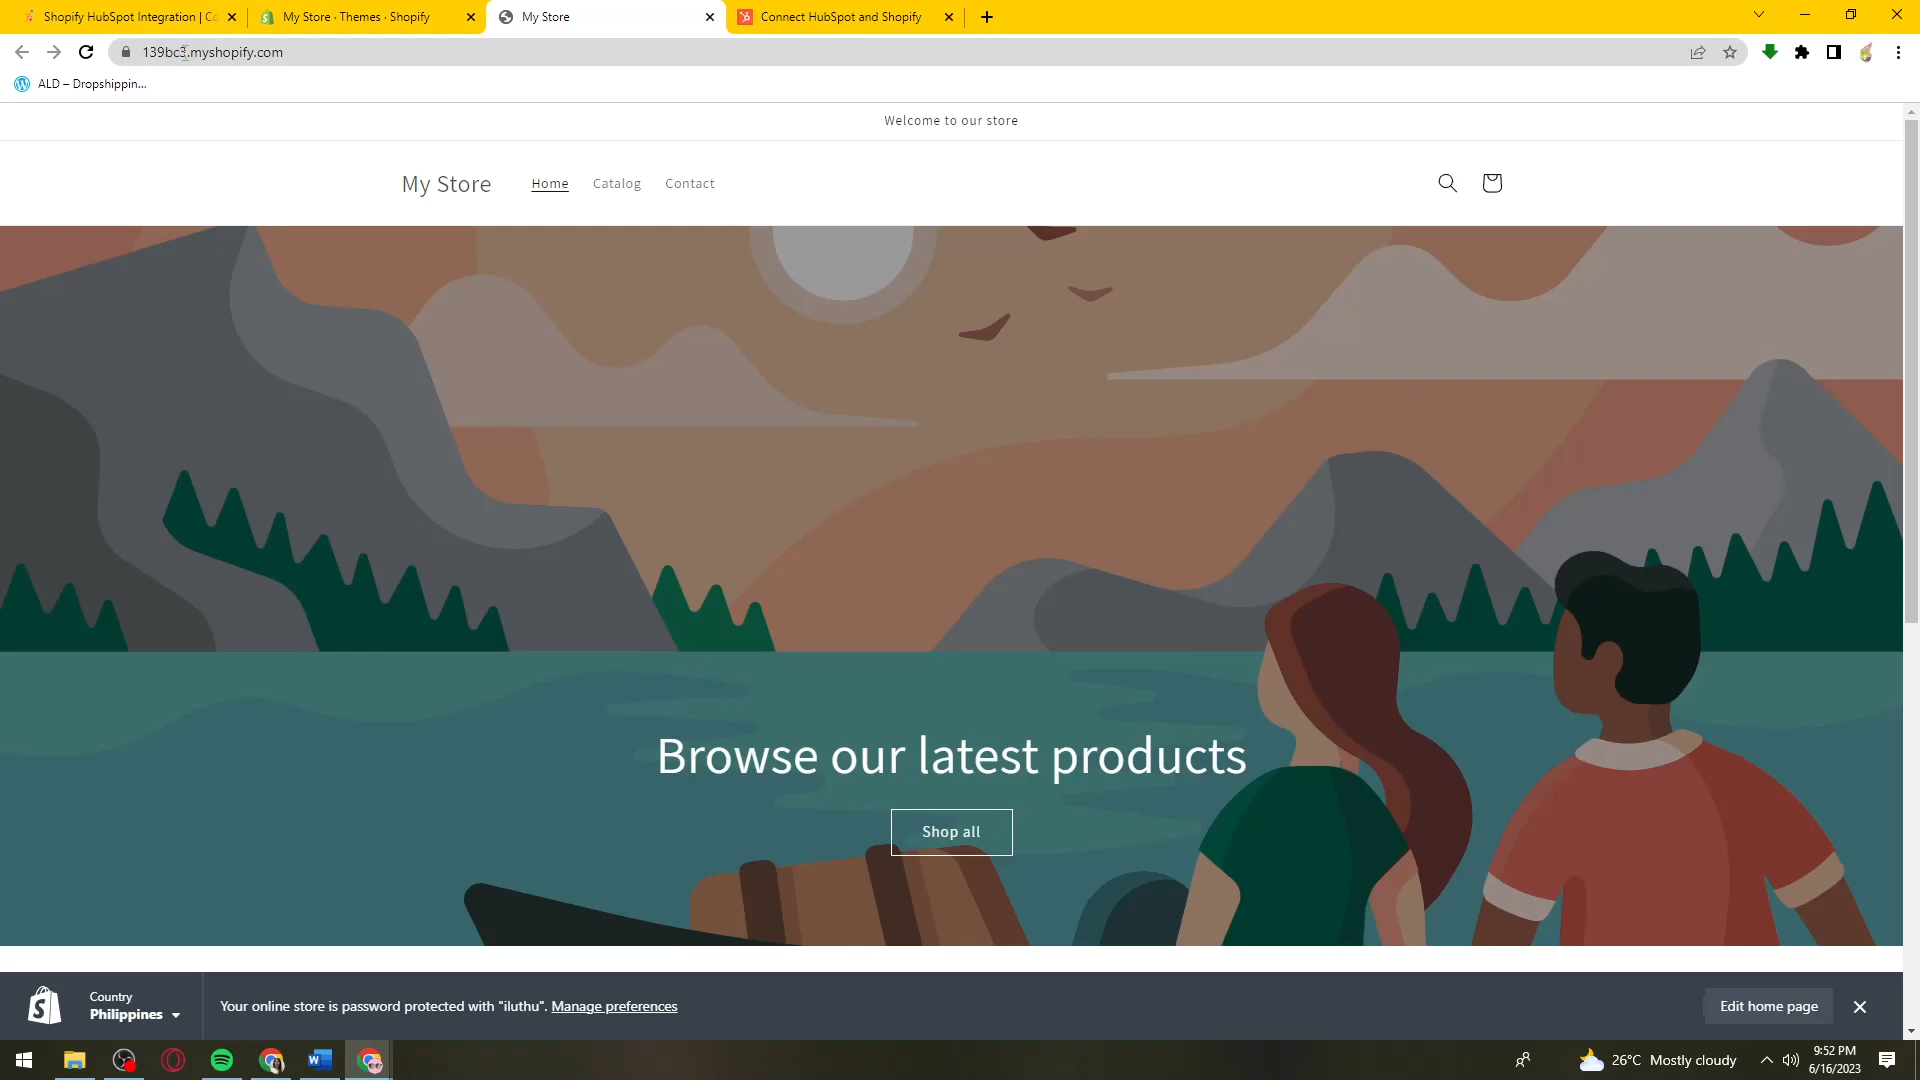 Shopify HubSpot Integration | Co
My Store · Themes · Shopify
My Store
Connect HubSpot and Shopify
139bc3.myshopify.com
ALD – Dropshippin...
Welcome to our store
My Store
Home
Catalog
Contact
Browse our latest products
Shop all
Country
Philippines
Your online store is password protected with "iluthu". Manage preferences
Edit home page
26°C Mostly cloudy
9:52 PM
6/16/2023